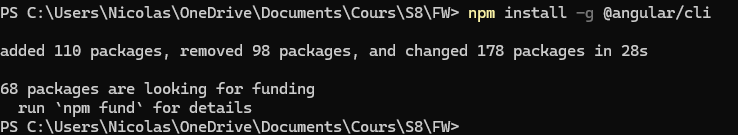 PS C:\Users\Nicolas\OneDrive\Documents\Cours\S8\FW> npm install -g @angular/cli
added 110 packages, removed 98 packages, and changed 178 packages in 28s
68 packages are looking for funding
  run `npm fund` for details
PS C:\Users\Nicolas\OneDrive\Documents\Cours\S8\FW>